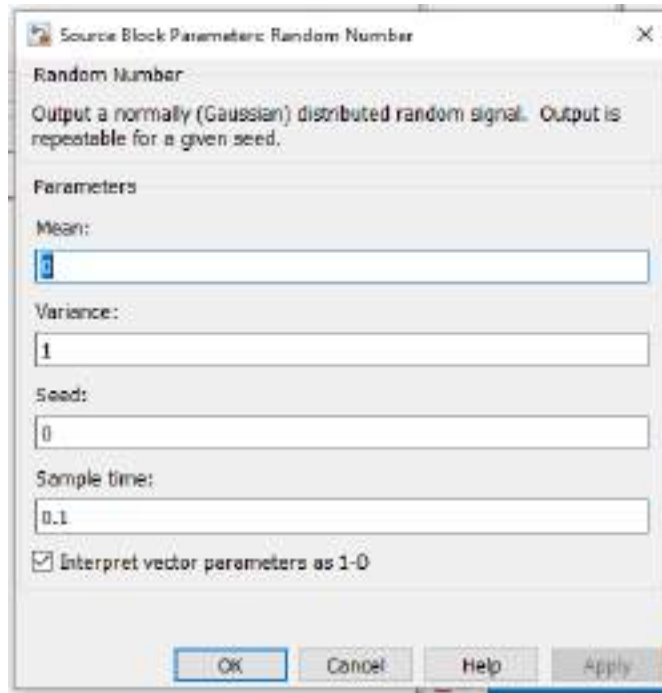 Source Block Parameters: Random Number
Random Number
Output a normally (Gaussian) distributed random signal. Output is
repeatable for a given seed.
Parameters
Mean:
0
Variance:
1
Seed:
0
Sample time:
0.1
Interpret vector parameters as 1-D
OK Cancel Help Apply